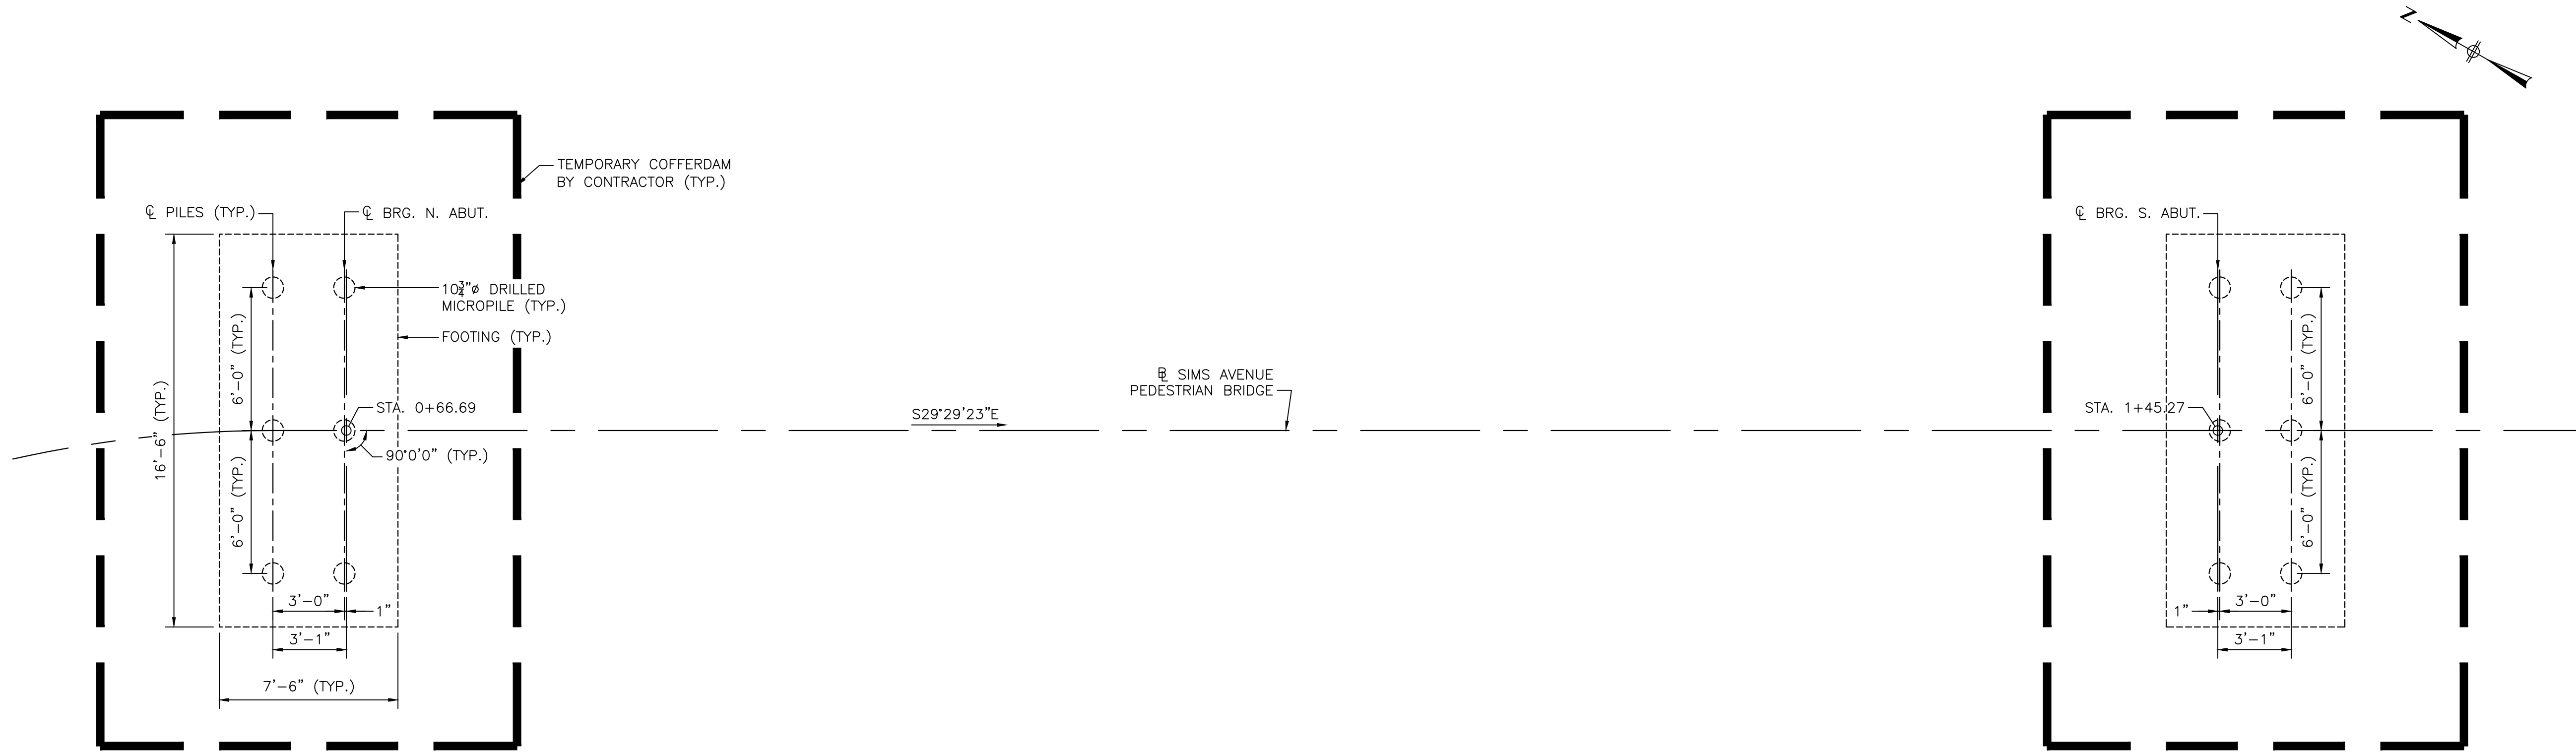 N
TEMPORARY COFFERDAM
BY CONTRACTOR (TYP.)
℄ PILES (TYP.)
℄ BRG. N. ABUT.
℄ BRG. S. ABUT.
10¾"ø DRILLED
MICROPILE (TYP.)
FOOTING (TYP.)
6'-0" (TYP.)
6'-0" (TYP.)
16'-6" (TYP.)
BL SIMS AVENUE
PEDESTRIAN BRIDGE
STA. 0+66.69
S29°29'23"E
STA. 1+45.27
90°0'0" (TYP.)
6'-0" (TYP.)
6'-0" (TYP.)
3'-0"
1"
1"
3'-0"
3'-1"
3'-1"
7'-6" (TYP.)